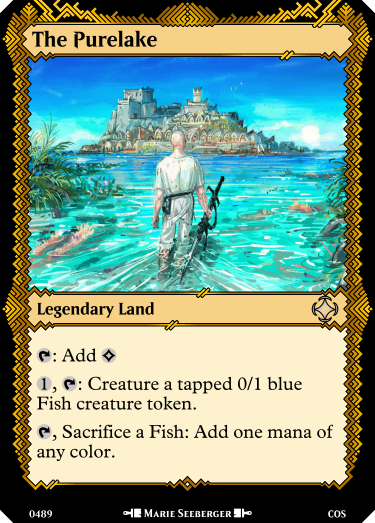 The Purelake
Legendary Land
: Add
1, : Creature a tapped 0/1 blue
Fish creature token.
, Sacrifice a Fish: Add one mana of
any color.
0489 MARIE SEEBERGER COS